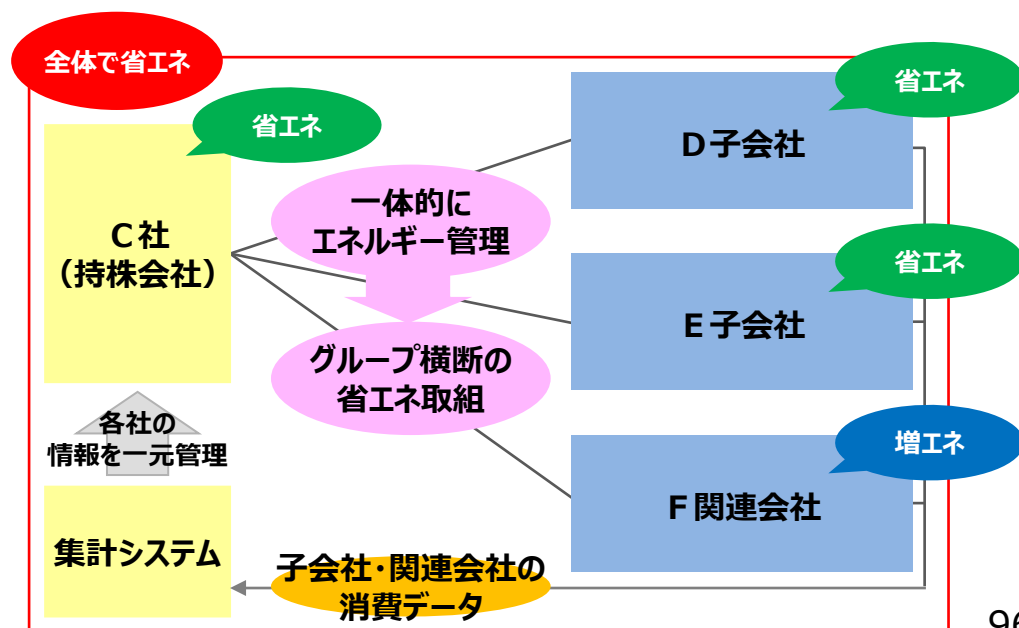 全体で省エネ
省エネ
省エネ
D子会社
C社
（持株会社）
一体的に
エネルギー管理
省エネ
E子会社
グループ横断の
省エネ取組
各社の
情報を一元管理
増エネ
F関連会社
集計システム
子会社・関連会社の
消費データ
96